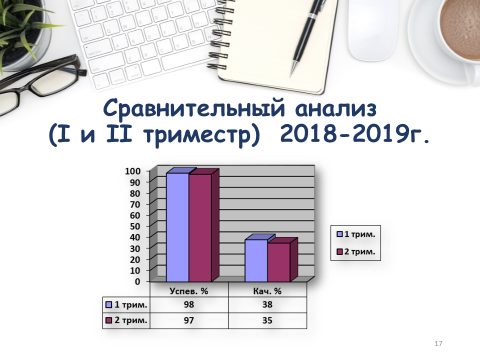 Сравнительный анализ
(I и II триместр) 2018-2019г.
100
90
80
70
60
50
40
30
20
10
0
Успев. % Кач. %
1 трим. 98 38
2 трим. 97 35
1 трим.
2 трим.
17